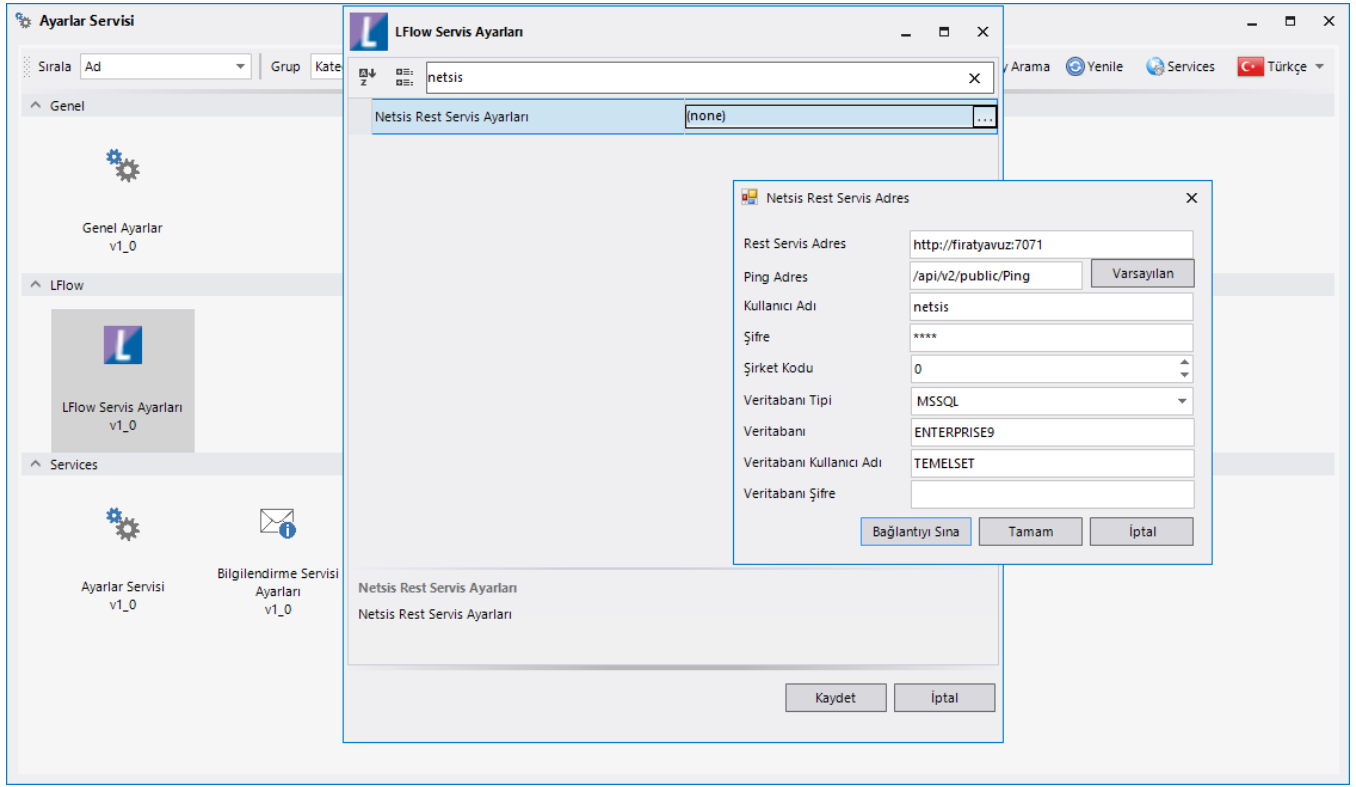 Ayarlar Servisi
Sırala Ad Grup Kate
Arama Yenile Services Türkçe
Genel
Genel Ayarlar
v1_0
LFlow
LFlow Servis Ayarları
v1_0
Services
Ayarlar Servisi
v1_0
Bilgilendirme Servisi
Ayarları
v1_0
LFlow Servis Ayarları
netsis
Netsis Rest Servis Ayarları (none) ...
Netsis Rest Servis Ayarları
Netsis Rest Servis Ayarları
Kaydet İptal
Netsis Rest Servis Adres
Rest Servis Adres http://firatyavuz:7071
Ping Adres /api/v2/public/Ping Varsayılan
Kullanıcı Adı netsis
Şifre ****
Şirket Kodu 0
Veritabanı Tipi MSSQL
Veritabanı ENTERPRISE9
Veritabanı Kullanıcı Adı TEMELSET
Veritabanı Şifre
Bağlantıyı Sına Tamam İptal